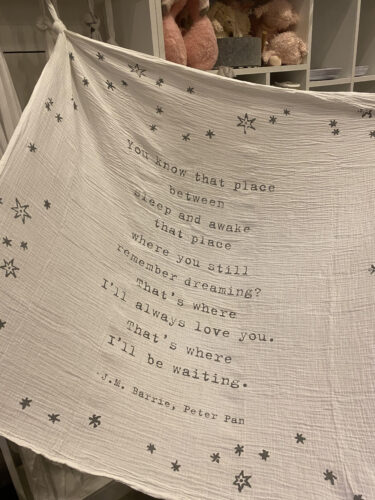 You know that place
between
sleep and awake
that place
where you still
remember dreaming?
That's where
I'll always love you.
That's where
I'll be waiting.
-J.M. Barrie, Peter Pan